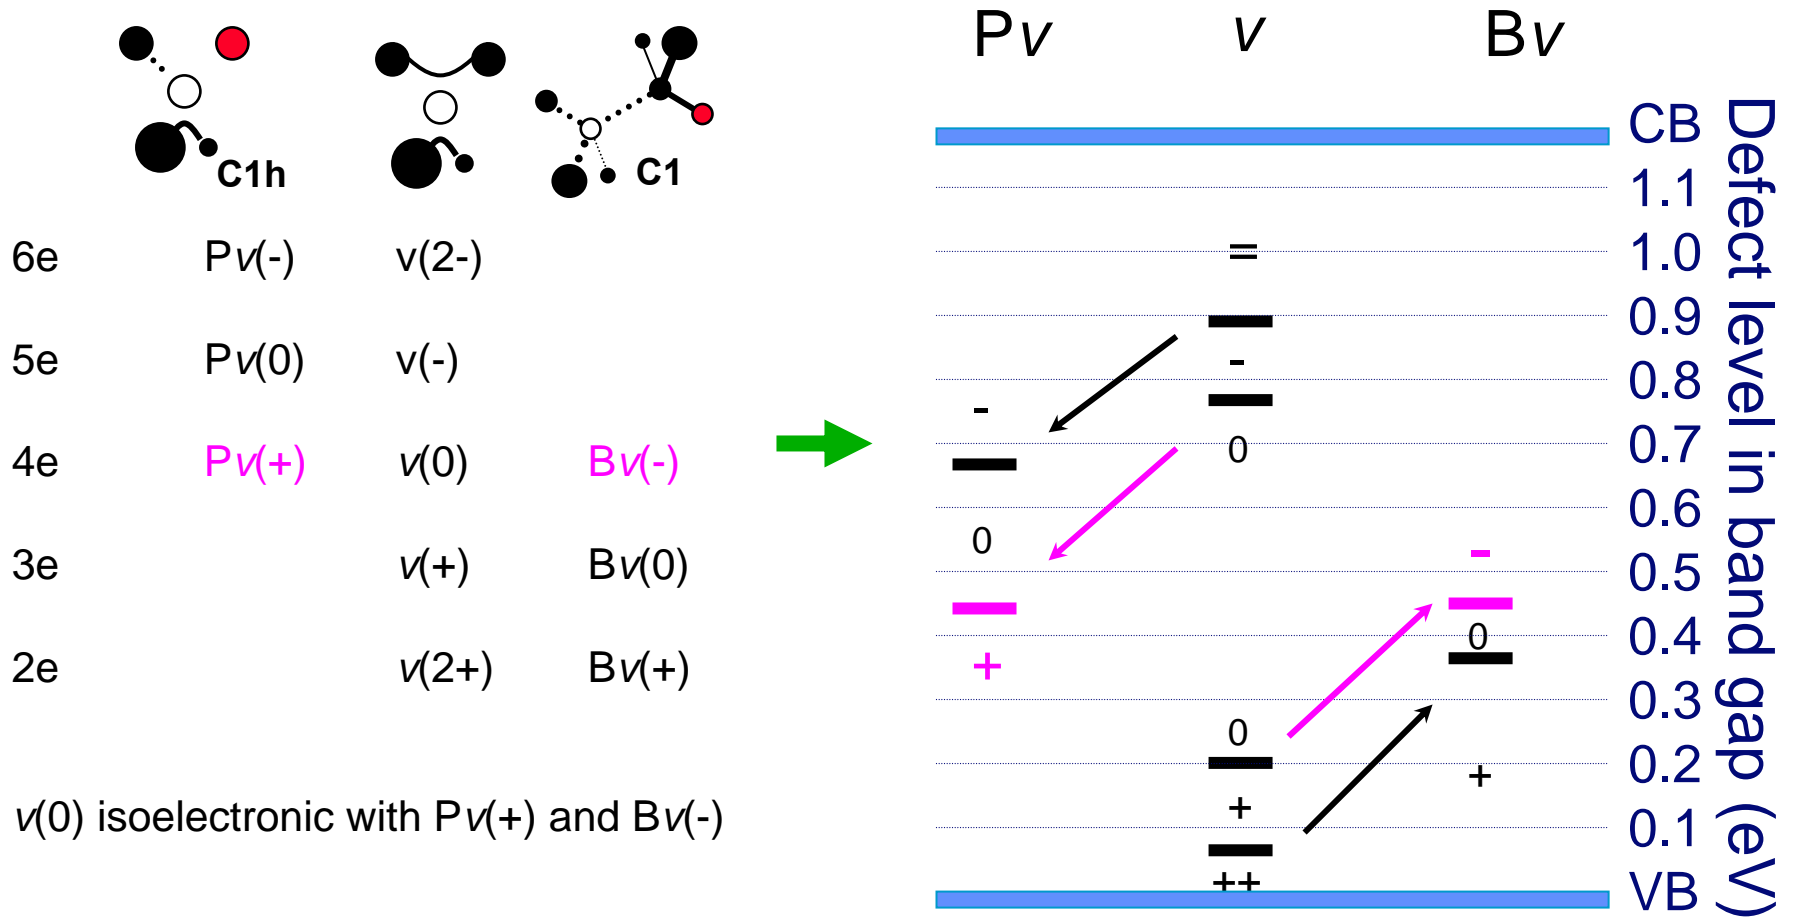 C1h
C1
6e Pv(-) v(2-)
5e Pv(0) v(-)
4e Pv(+) v(0) Bv(-)
3e v(+) Bv(0)
2e v(2+) Bv(+)
v(0) isoelectronic with Pv(+) and Bv(-)
Pv v Bv
CB
1.1
=
1.0
0.9
-
0.8
-
0.7
0
0.6
0
-
0.5
0
0.4
+
0.3
0
0.2
+
+
0.1
++
VB
Defect level in band gap (eV)